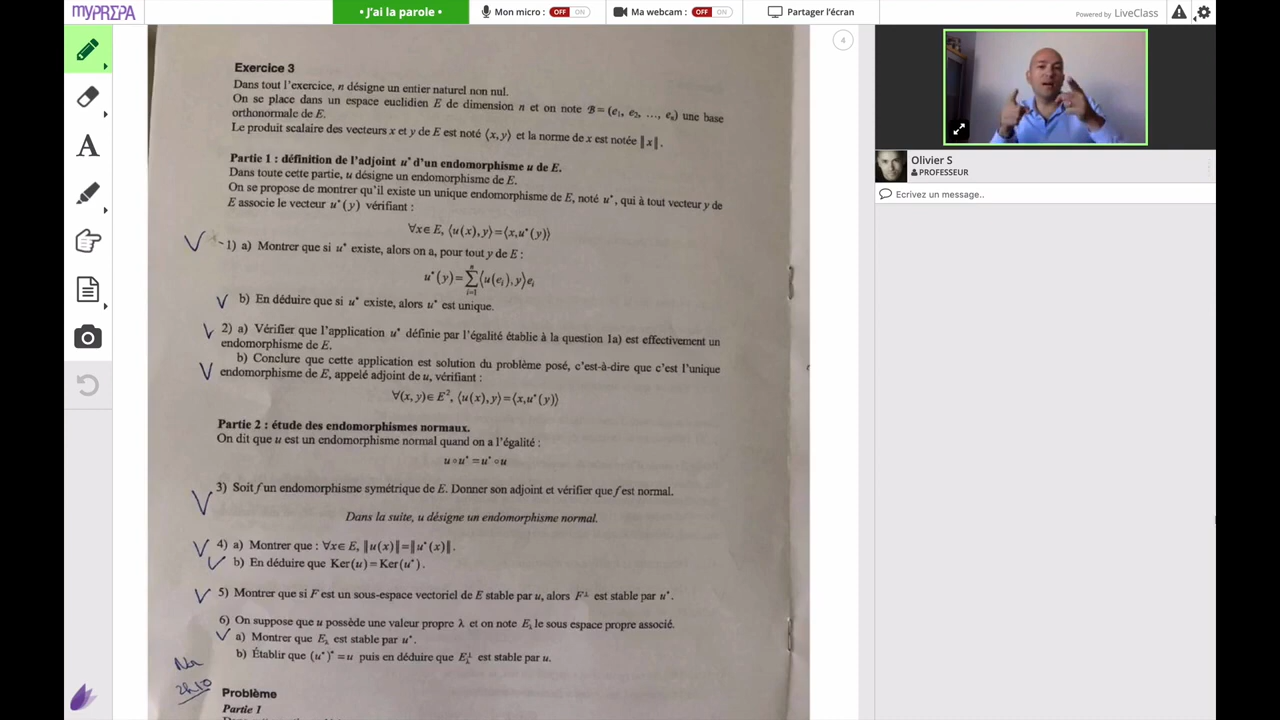 MYPREPA
• J'ai la parole •
Mon micro : OFF ON
Ma webcam : OFF ON
Partager l'écran
Powered by LiveClass
4
Olivier S
PROFESSEUR
Ecrivez un message..
Exercice 3
Dans tout l'exercice, n désigne un entier naturel non nul.
On se place dans un espace euclidien E de dimension n et on note ℬ=(e₁, e₂, …, eₙ) une base
orthonormale de E.
Le produit scalaire des vecteurs x et y de E est noté ⟨x,y⟩ et la norme de x est notée ‖x‖.
Partie 1 : définition de l'adjoint u* d'un endomorphisme u de E.
Dans toute cette partie, u désigne un endomorphisme de E.
On se propose de montrer qu'il existe un unique endomorphisme de E, noté u*, qui à tout vecteur y de
E associe le vecteur u*(y) vérifiant :
∀x∈E, ⟨u(x),y⟩=⟨x,u*(y)⟩
1) a) Montrer que si u* existe, alors on a, pour tout y de E :
u*(y)=∑ⁿᵢ₌₁⟨u(eᵢ),y⟩eᵢ
b) En déduire que si u* existe, alors u* est unique.
2) a) Vérifier que l'application u* définie par l'égalité établie à la question 1a) est effectivement un
endomorphisme de E.
b) Conclure que cette application est solution du problème posé, c'est-à-dire que c'est l'unique
endomorphisme de E, appelé adjoint de u, vérifiant :
∀(x,y)∈E², ⟨u(x),y⟩=⟨x,u*(y)⟩
Partie 2 : étude des endomorphismes normaux.
On dit que u est un endomorphisme normal quand on a l'égalité :
u∘u*=u*∘u
3) Soit f un endomorphisme symétrique de E. Donner son adjoint et vérifier que f est normal.
Dans la suite, u désigne un endomorphisme normal.
4) a) Montrer que : ∀x∈E, ‖u(x)‖=‖u*(x)‖.
b) En déduire que Ker(u)=Ker(u*).
5) Montrer que si F est un sous-espace vectoriel de E stable par u, alors F⊥ est stable par u*.
6) On suppose que u possède une valeur propre λ et on note Eλ le sous espace propre associé.
a) Montrer que Eλ est stable par u*.
b) Établir que (u*)*=u puis en déduire que Eλ⊥ est stable par u.
2h10
Problème
Partie 1